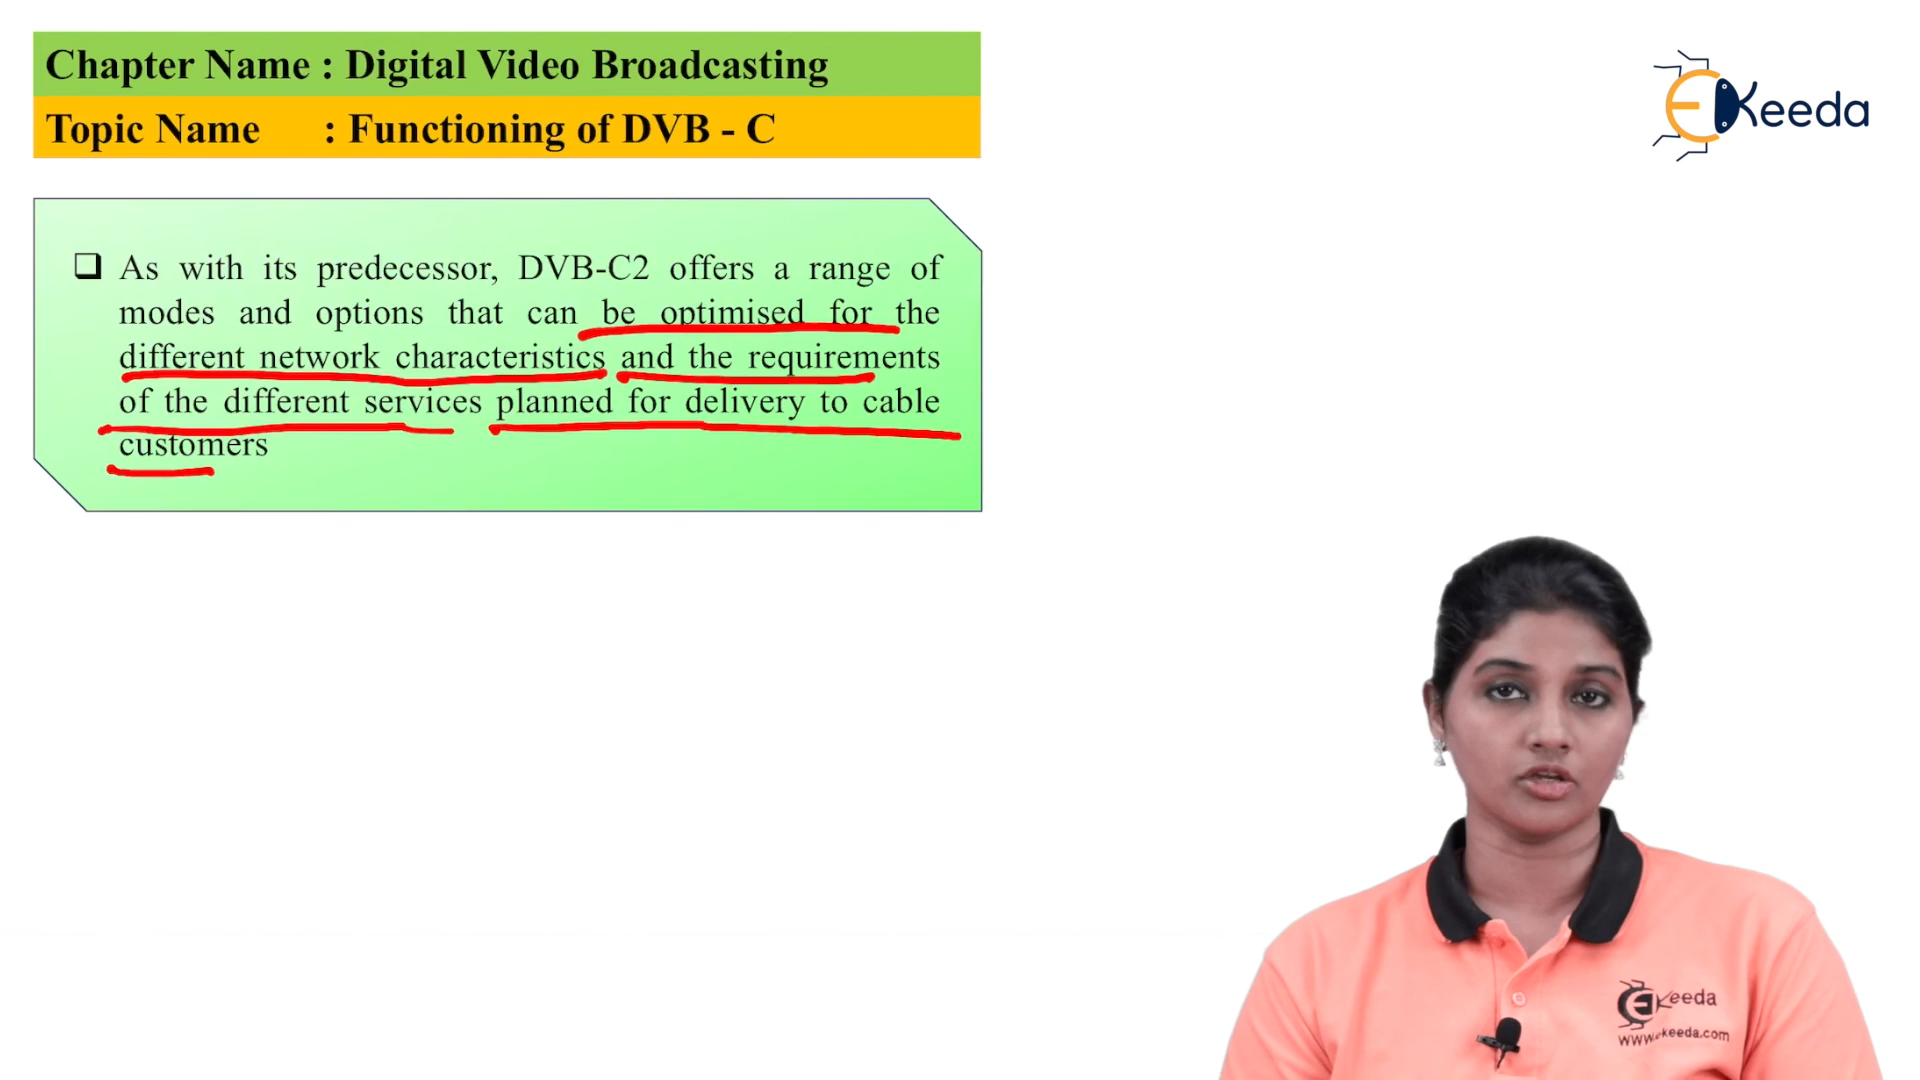 Chapter Name : Digital Video Broadcasting
Topic Name : Functioning of DVB - C
EKeeda
As with its predecessor, DVB-C2 offers a range of
modes and options that can be optimised for the
different network characteristics and the requirements
of the different services planned for delivery to cable
customers
EKeeda
www.ekeeda.com